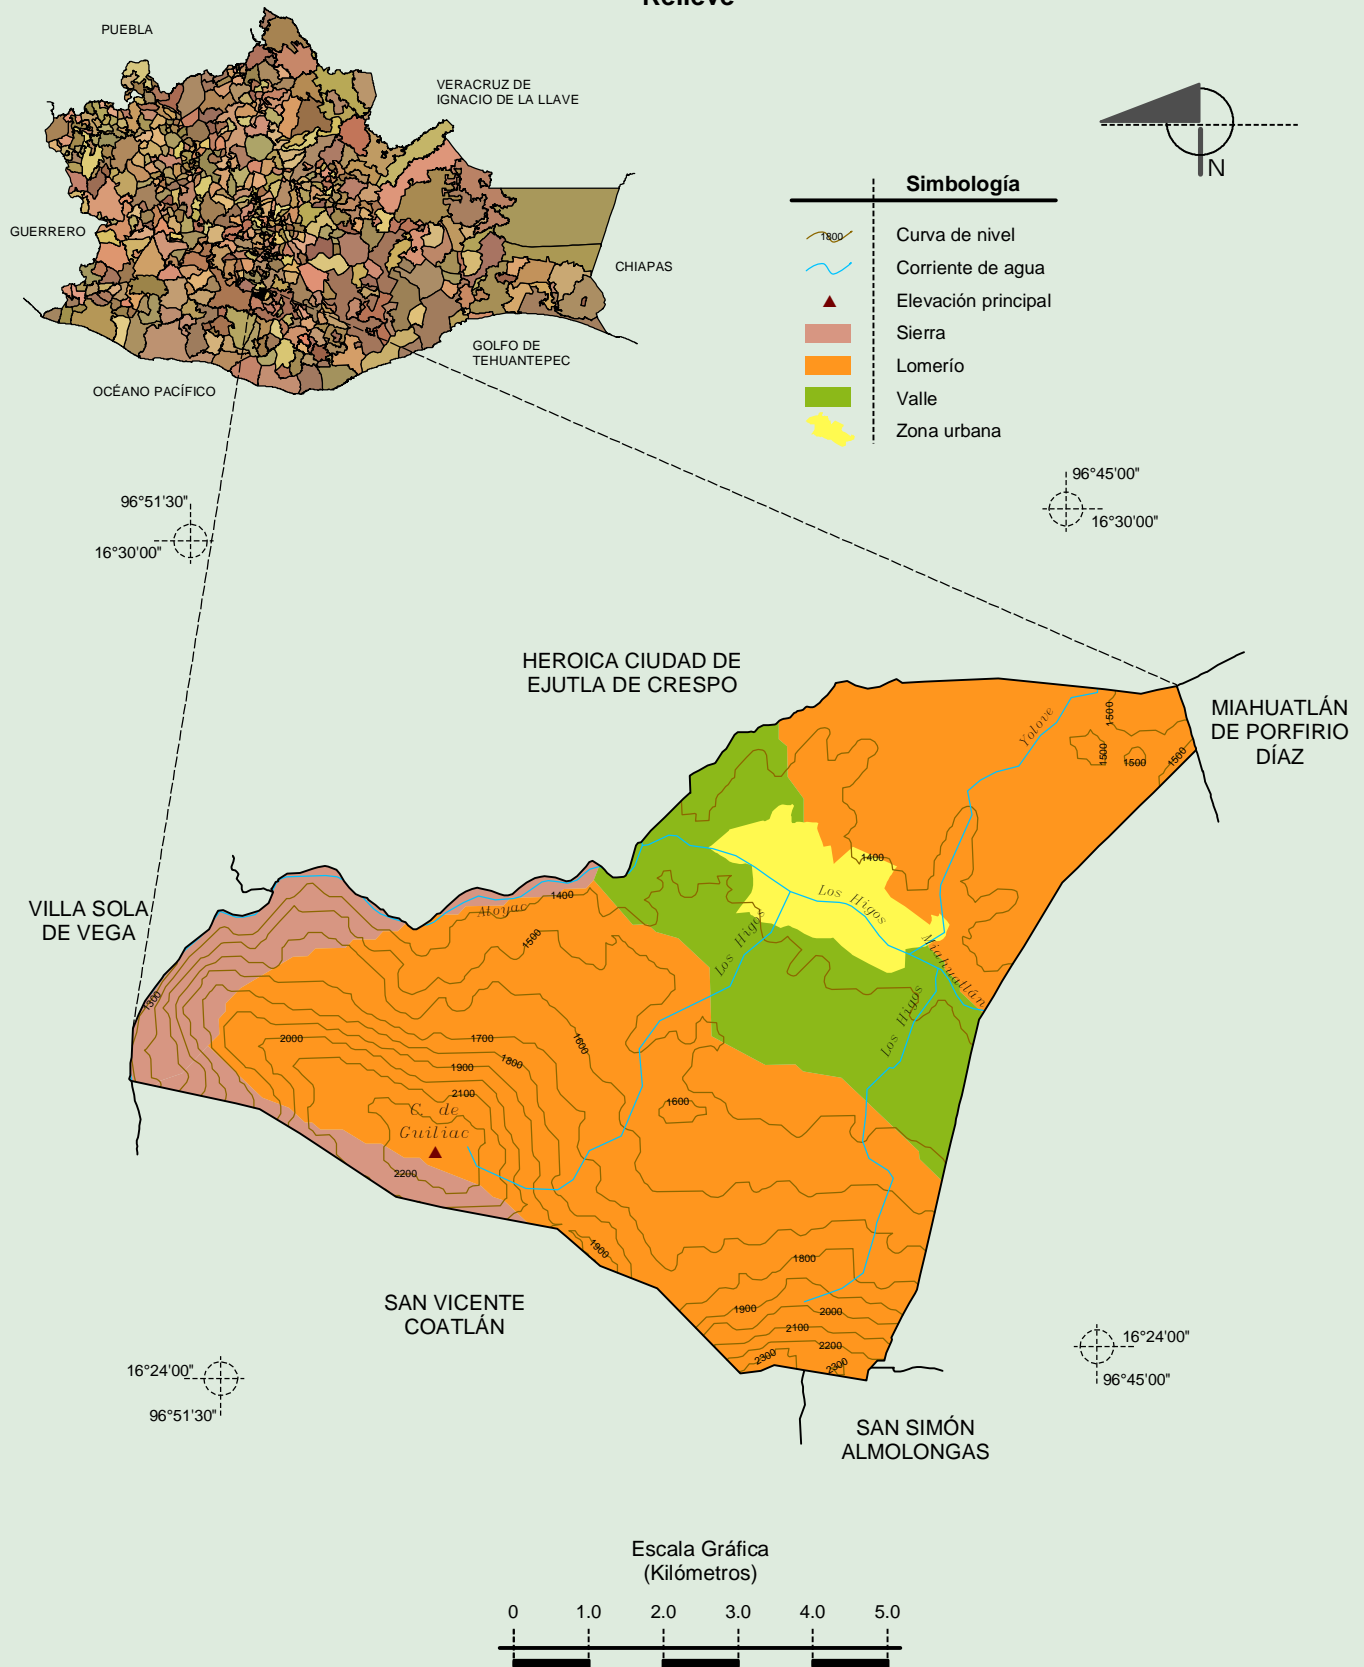 Relieve
PUEBLA
VERACRUZ DE
IGNACIO DE LA LLAVE
GUERRERO
CHIAPAS
GOLFO DE
TEHUANTEPEC
OCÉANO PACÍFICO
N
Simbología
1800
Curva de nivel
Corriente de agua
Elevación principal
Sierra
Lomerío
Valle
Zona urbana
96°51'30"
16°30'00"
96°45'00"
16°30'00"
HEROICA CIUDAD DE
EJUTLA DE CRESPO
MIAHUATLÁN
DE PORFIRIO
DÍAZ
VILLA SOLA
DE VEGA
Yolove
1500
1500
1500
1500
1400
Los Higos
Los Higos
Miahuatlán
Los Higos
1400
Atoyac
1500
1300
2000
1700
1600
1800
1900
2100
C. de
Guiliac
1600
2200
1900
1800
1900
2000
2100
2200
2300
2300
SAN VICENTE
COATLÁN
SAN SIMÓN
ALMOLONGAS
16°24'00"
96°51'30"
16°24'00"
96°45'00"
Escala Gráfica
(Kilómetros)
0 1.0 2.0 3.0 4.0 5.0